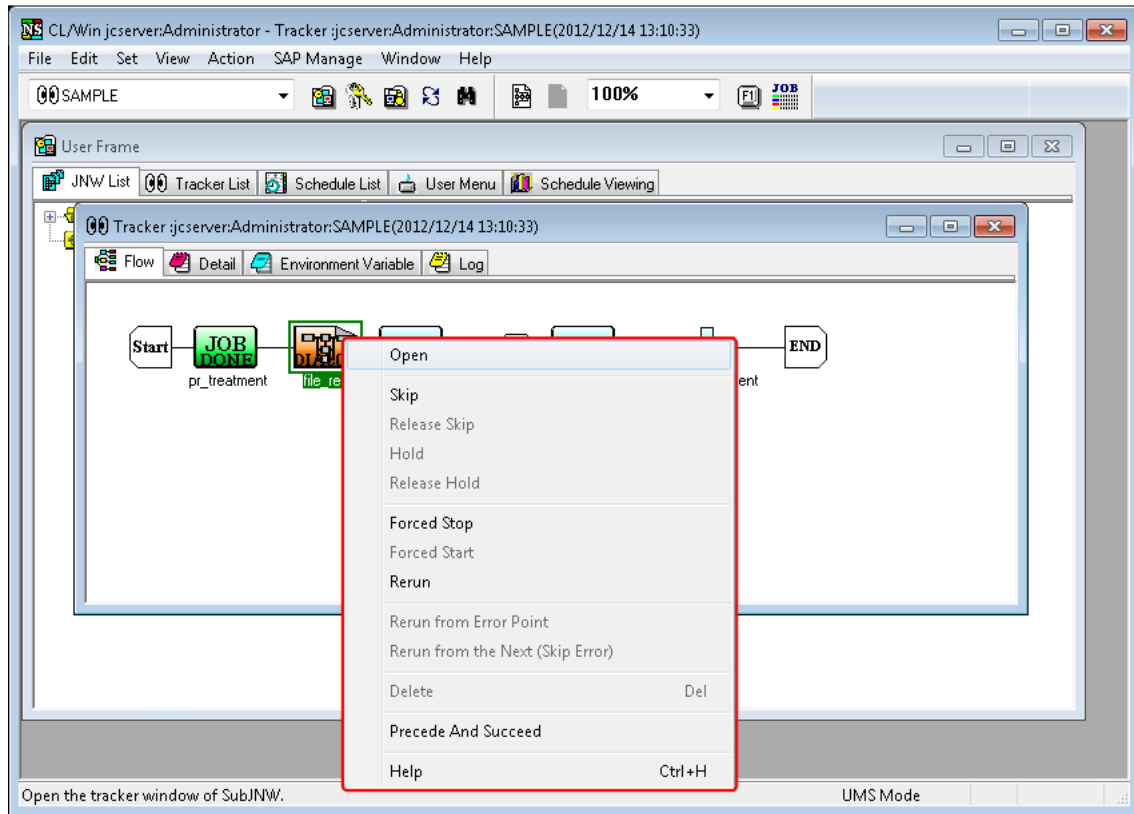 CL/Win jcserver:Administrator - Tracker :jcserver:Administrator:SAMPLE(2012/12/14 13:10:33)
File Edit Set View Action SAP Manage Window Help
SAMPLE 100% F1 JOB
User Frame
JNW List Tracker List Schedule List User Menu Schedule Viewing
Tracker :jcserver:Administrator:SAMPLE(2012/12/14 13:10:33)
Flow Detail Environment Variable Log
Start JOB DONE END
pr_treatment file_re ent
Open
Skip
Release Skip
Hold
Release Hold
Forced Stop
Forced Start
Rerun
Rerun from Error Point
Rerun from the Next (Skip Error)
Delete Del
Precede And Succeed
Help Ctrl+H
Open the tracker window of SubJNW. UMS Mode